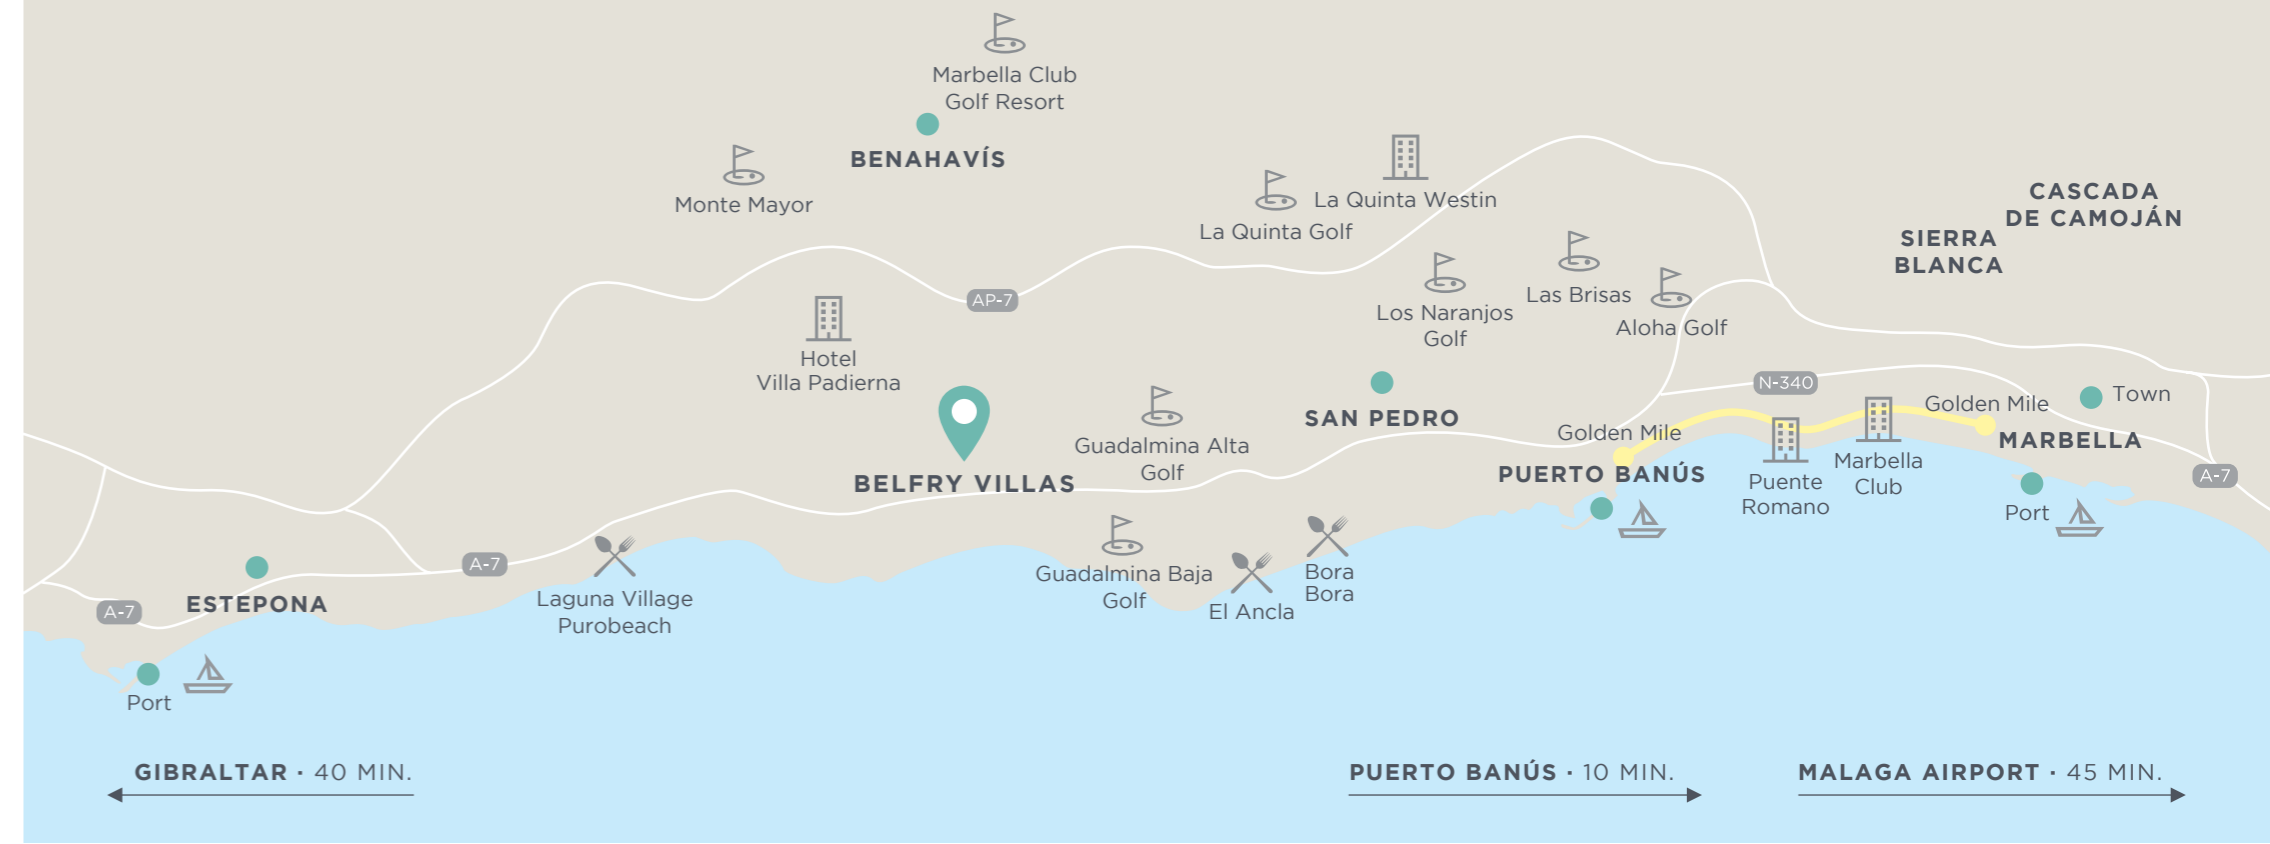 Marbella Club
Golf Resort
BENAHAVÍS
Monte Mayor
La Quinta Westin
La Quinta Golf
CASCADA
DE CAMOJÁN
SIERRA
BLANCA
AP-7
Las Brisas
Los Naranjos
Golf
Aloha Golf
Hotel
Villa Padierna
N-340
Town
Golden Mile
SAN PEDRO
Golden Mile
MARBELLA
Guadalmina Alta
Golf
BELFRY VILLAS
PUERTO BANÚS
Puente
Romano
Marbella
Club
A-7
Port
A-7
Guadalmina Baja
Golf
El Ancla
Bora
Bora
Laguna Village
Purobeach
A-7
ESTEPONA
Port
GIBRALTAR · 40 MIN.
PUERTO BANÚS · 10 MIN.
MALAGA AIRPORT · 45 MIN.